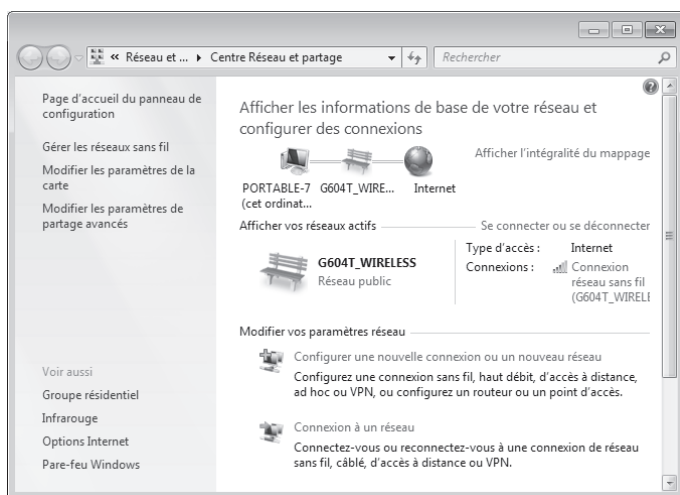 « Réseau et ... ▸ Centre Réseau et partage
Rechercher
Page d'accueil du panneau de
configuration
Gérer les réseaux sans fil
Modifier les paramètres de la
carte
Modifier les paramètres de
partage avancés
Voir aussi
Groupe résidentiel
Infrarouge
Options Internet
Pare-feu Windows
Afficher les informations de base de votre réseau et
configurer des connexions
Afficher l'intégralité du mappage
PORTABLE-7 G604T_WIRE... Internet
(cet ordinat...
Afficher vos réseaux actifs
Se connecter ou se déconnecter
G604T_WIRELESS
Réseau public
Type d'accès : Internet
Connexions : Connexion
réseau sans fil
(G604T_WIREL
Modifier vos paramètres réseau
Configurer une nouvelle connexion ou un nouveau réseau
Configurez une connexion sans fil, haut débit, d'accès à distance,
ad hoc ou VPN, ou configurez un routeur ou un point d'accès.
Connexion à un réseau
Connectez-vous ou reconnectez-vous à une connexion de réseau
sans fil, câblé, d'accès à distance ou VPN.